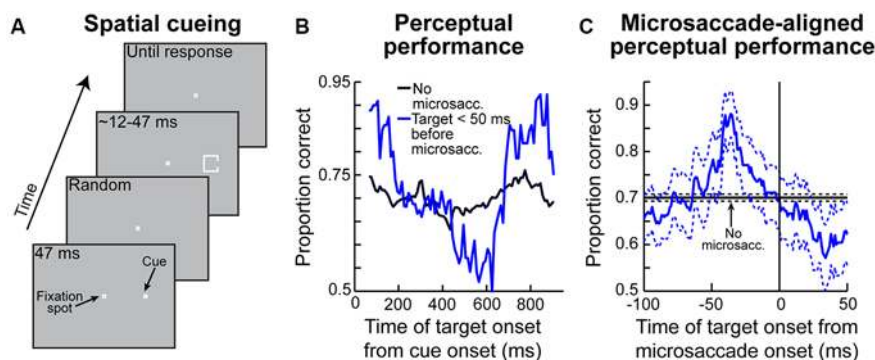 A
Spatial cueing
Until response
~12-47 ms
Random
47 ms
Cue
Fixation
spot
Time
B
Perceptual
performance
0.95
0.75
0.5
Proportion correct
No
microsacc.
Target < 50 ms
before
microsacc.
0
200
400
600
800
Time of target onset
from cue onset (ms)
C
Microsaccade-aligned
perceptual performance
0.9
0.8
0.7
0.6
0.5
Proportion correct
No
microsacc.
-100
-50
0
50
Time of target onset from
microsaccade onset (ms)